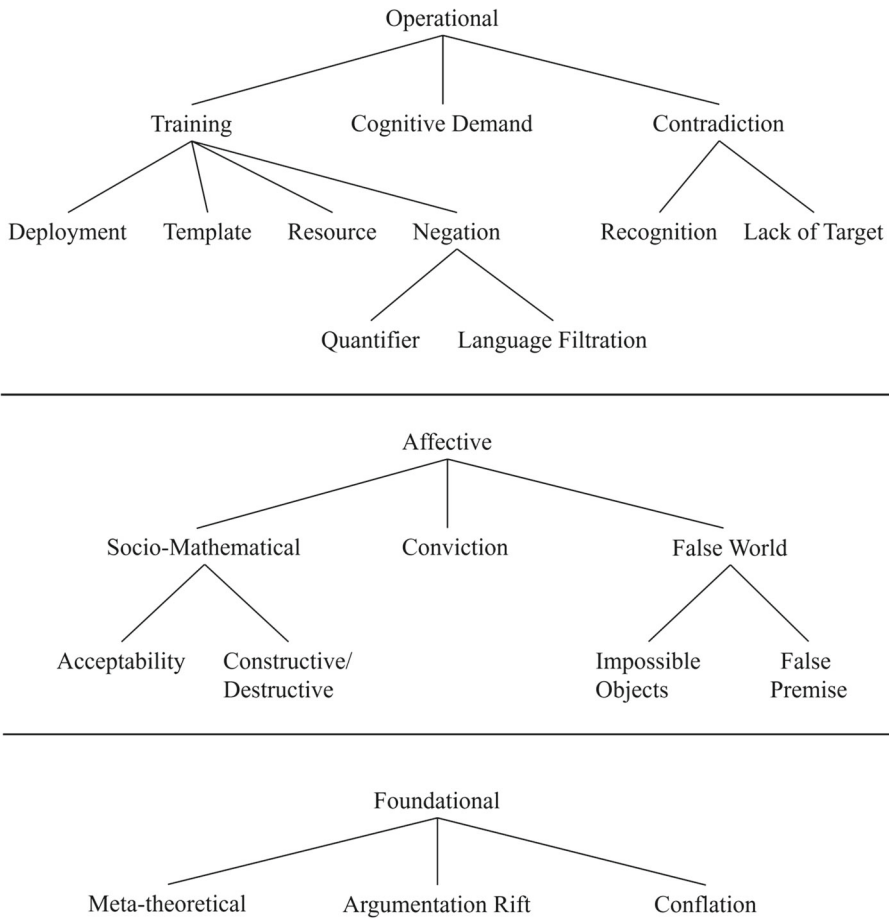 Operational
Training Cognitive Demand Contradiction
Deployment Template Resource Negation Recognition Lack of Target
Quantifier Language Filtration
Affective
Socio-Mathematical Conviction False World
Acceptability Constructive/ Impossible False
Destructive Objects Premise
Foundational
Meta-theoretical Argumentation Rift Conflation